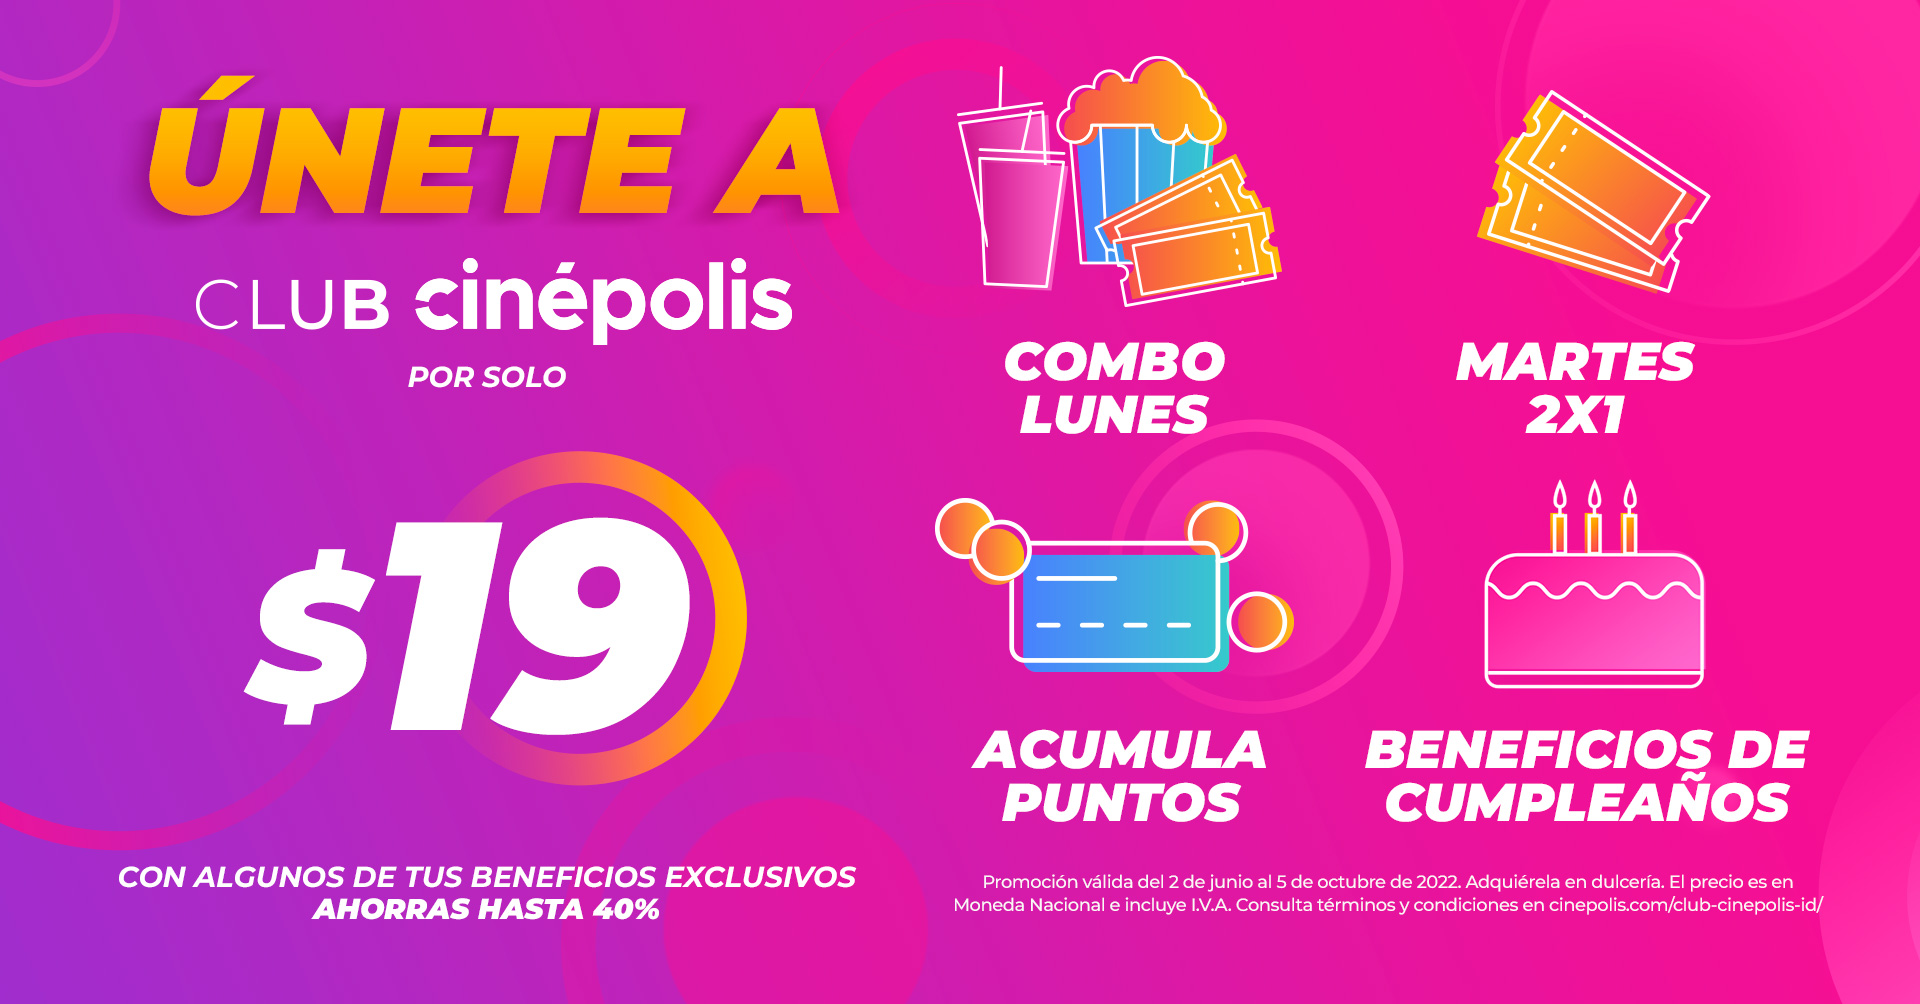 ÚNETE A
CLUB cinépolis
POR SOLO
$19
CON ALGUNOS DE TUS BENEFICIOS EXCLUSIVOS
AHORRAS HASTA 40%
COMBO
LUNES
MARTES
2X1
ACUMULA
PUNTOS
BENEFICIOS DE
CUMPLEAÑOS
Promoción válida del 2 de junio al 5 de octubre de 2022. Adquiérela en dulcería. El precio es en
Moneda Nacional e incluye I.V.A. Consulta términos y condiciones en cinepolis.com/club-cinepolis-id/